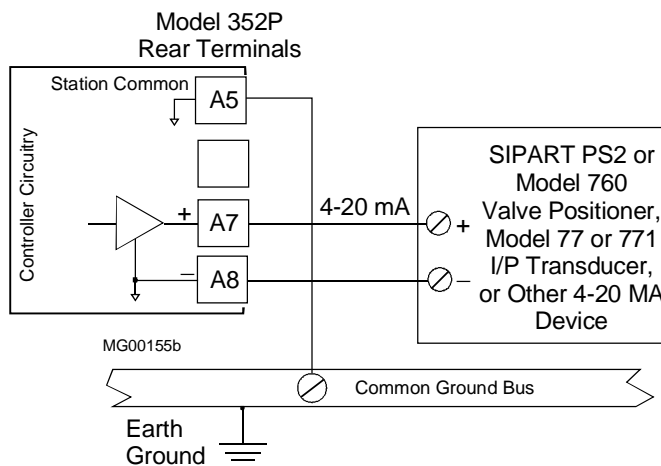 Model 352P
Rear Terminals
Station Common
A5
Controller Circuitry
+
A7
4-20 mA
+
−
A8
−
SIPART PS2 or
Model 760
Valve Positioner,
Model 77 or 771
I/P Transducer,
or Other 4-20 MA
Device
MG00155b
Common Ground Bus
Earth
Ground